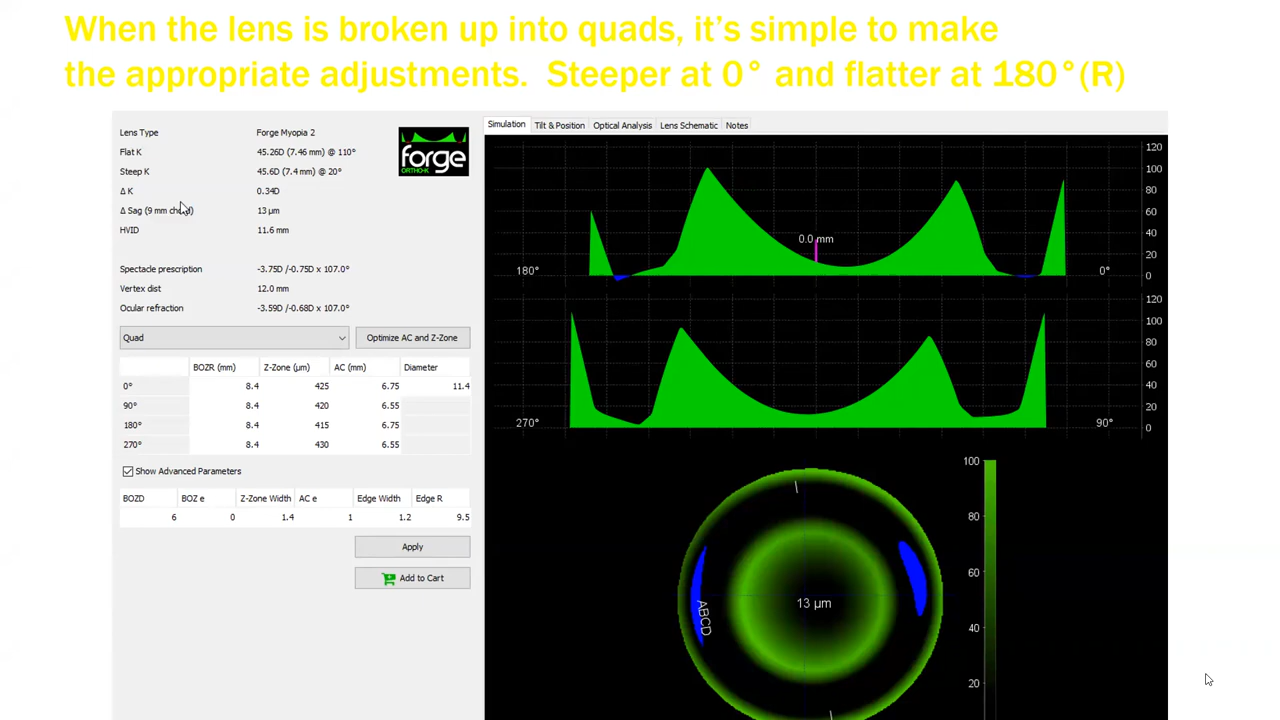 When the lens is broken up into quads, it's simple to make
the appropriate adjustments. Steeper at 0° and flatter at 180°(R)
Lens Type Forge Myopia 2
Flat K 45.26D (7.46 mm) @ 110°
Steep K 45.6D (7.4 mm) @ 20°
Δ K 0.34D
Δ Sag (9 mm chord) 13 µm
HVID 11.6 mm
forge
ORTHO-K
Spectacle prescription -3.75D /-0.75D x 107.0°
Vertex dist 12.0 mm
Ocular refraction -3.59D /-0.68D x 107.0°
Quad Optimize AC and Z-Zone
BOZR (mm) Z-Zone (µm) AC (mm) Diameter
0° 8.4 425 6.75 11.4
90° 8.4 420 6.55
180° 8.4 415 6.75
270° 8.4 430 6.55
Show Advanced Parameters
BOZD BOZ e Z-Zone Width AC e Edge Width Edge R
6 0 1.4 1 1.2 9.5
Apply
Add to Cart
Simulation Tilt & Position Optical Analysis Lens Schematic Notes
120
100
80
60
40
20
0
0.0 mm
180° 0°
120
100
80
60
40
20
0
270° 90°
100
80
60
40
20
13 µm
ABCD